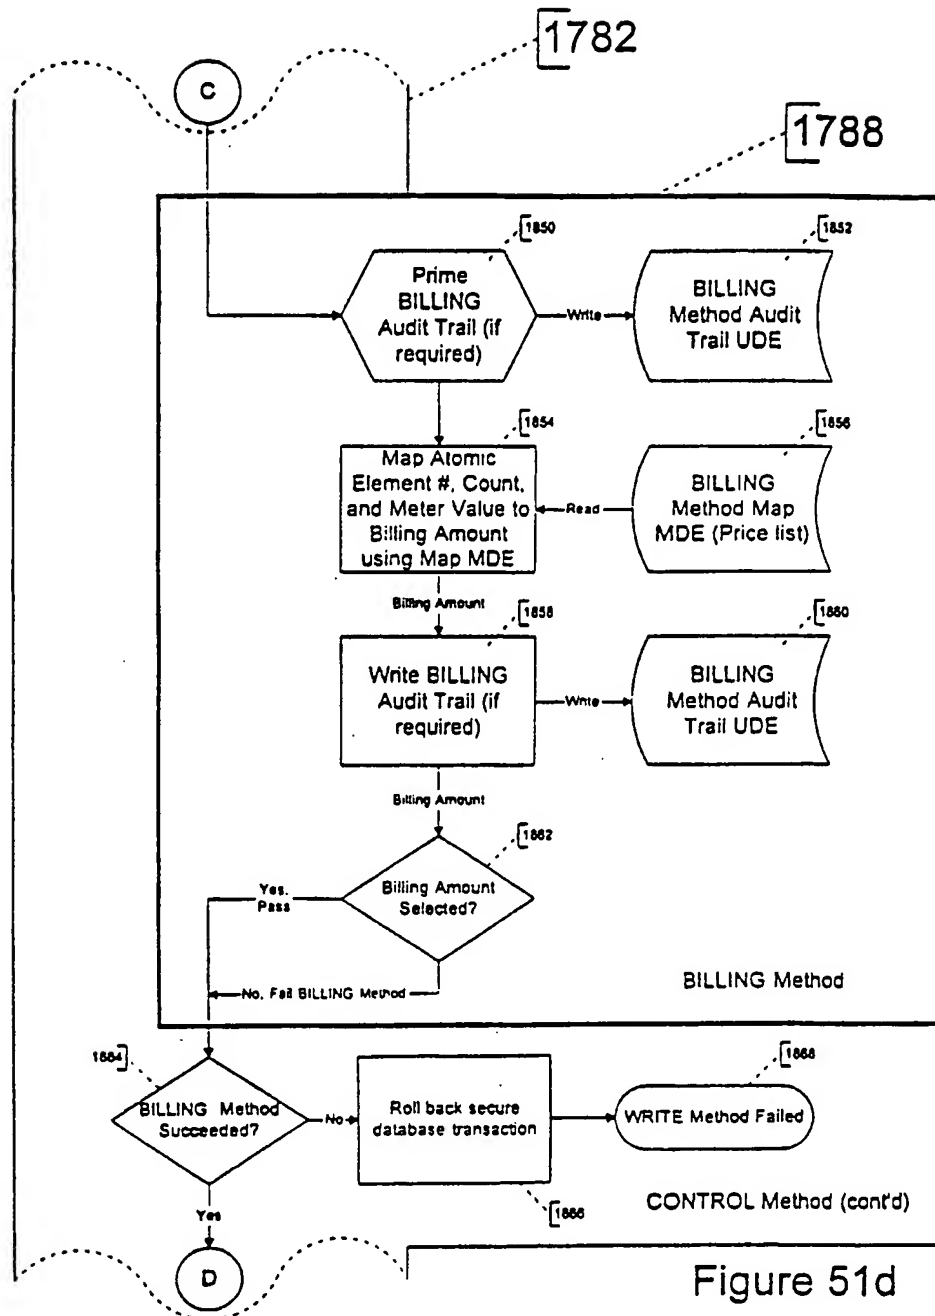 1782
C
1788
1850
1852
Prime
BILLING
Audit Trail (if
required)
Write
BILLING
Method Audit
Trail UDE
1854
1856
Map Atomic
Element #, Count,
and Meter Value to
Billing Amount
using Map MDE
Read
BILLING
Method Map
MDE (Price list)
Billing Amount
1858
1860
Write BILLING
Audit Trail (if
required)
Write
BILLING
Method Audit
Trail UDE
Billing Amount
1862
Yes,
Pass
Billing Amount
Selected?
No, Fail BILLING Method
BILLING Method
1864
1868
BILLING Method
Succeeded?
No
Roll back secure
database transaction
WRITE Method Failed
1866
Yes
CONTROL Method (cont'd)
D
Figure 51d